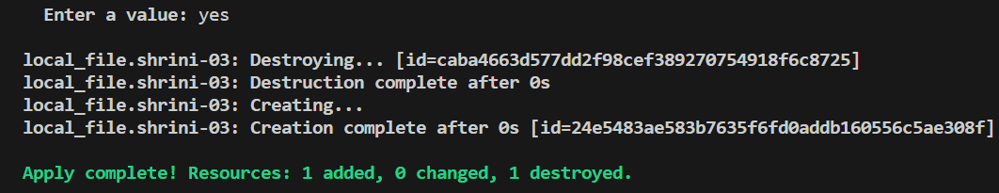 Enter a value: yes
local_file.shrini-03: Destroying... [id=caba4663d577dd2f98cef389270754918f6c8725]
local_file.shrini-03: Destruction complete after 0s
local_file.shrini-03: Creating...
local_file.shrini-03: Creation complete after 0s [id=24e5483ae583b7635f6fd0addb160556c5ae308f]
Apply complete! Resources: 1 added, 0 changed, 1 destroyed.